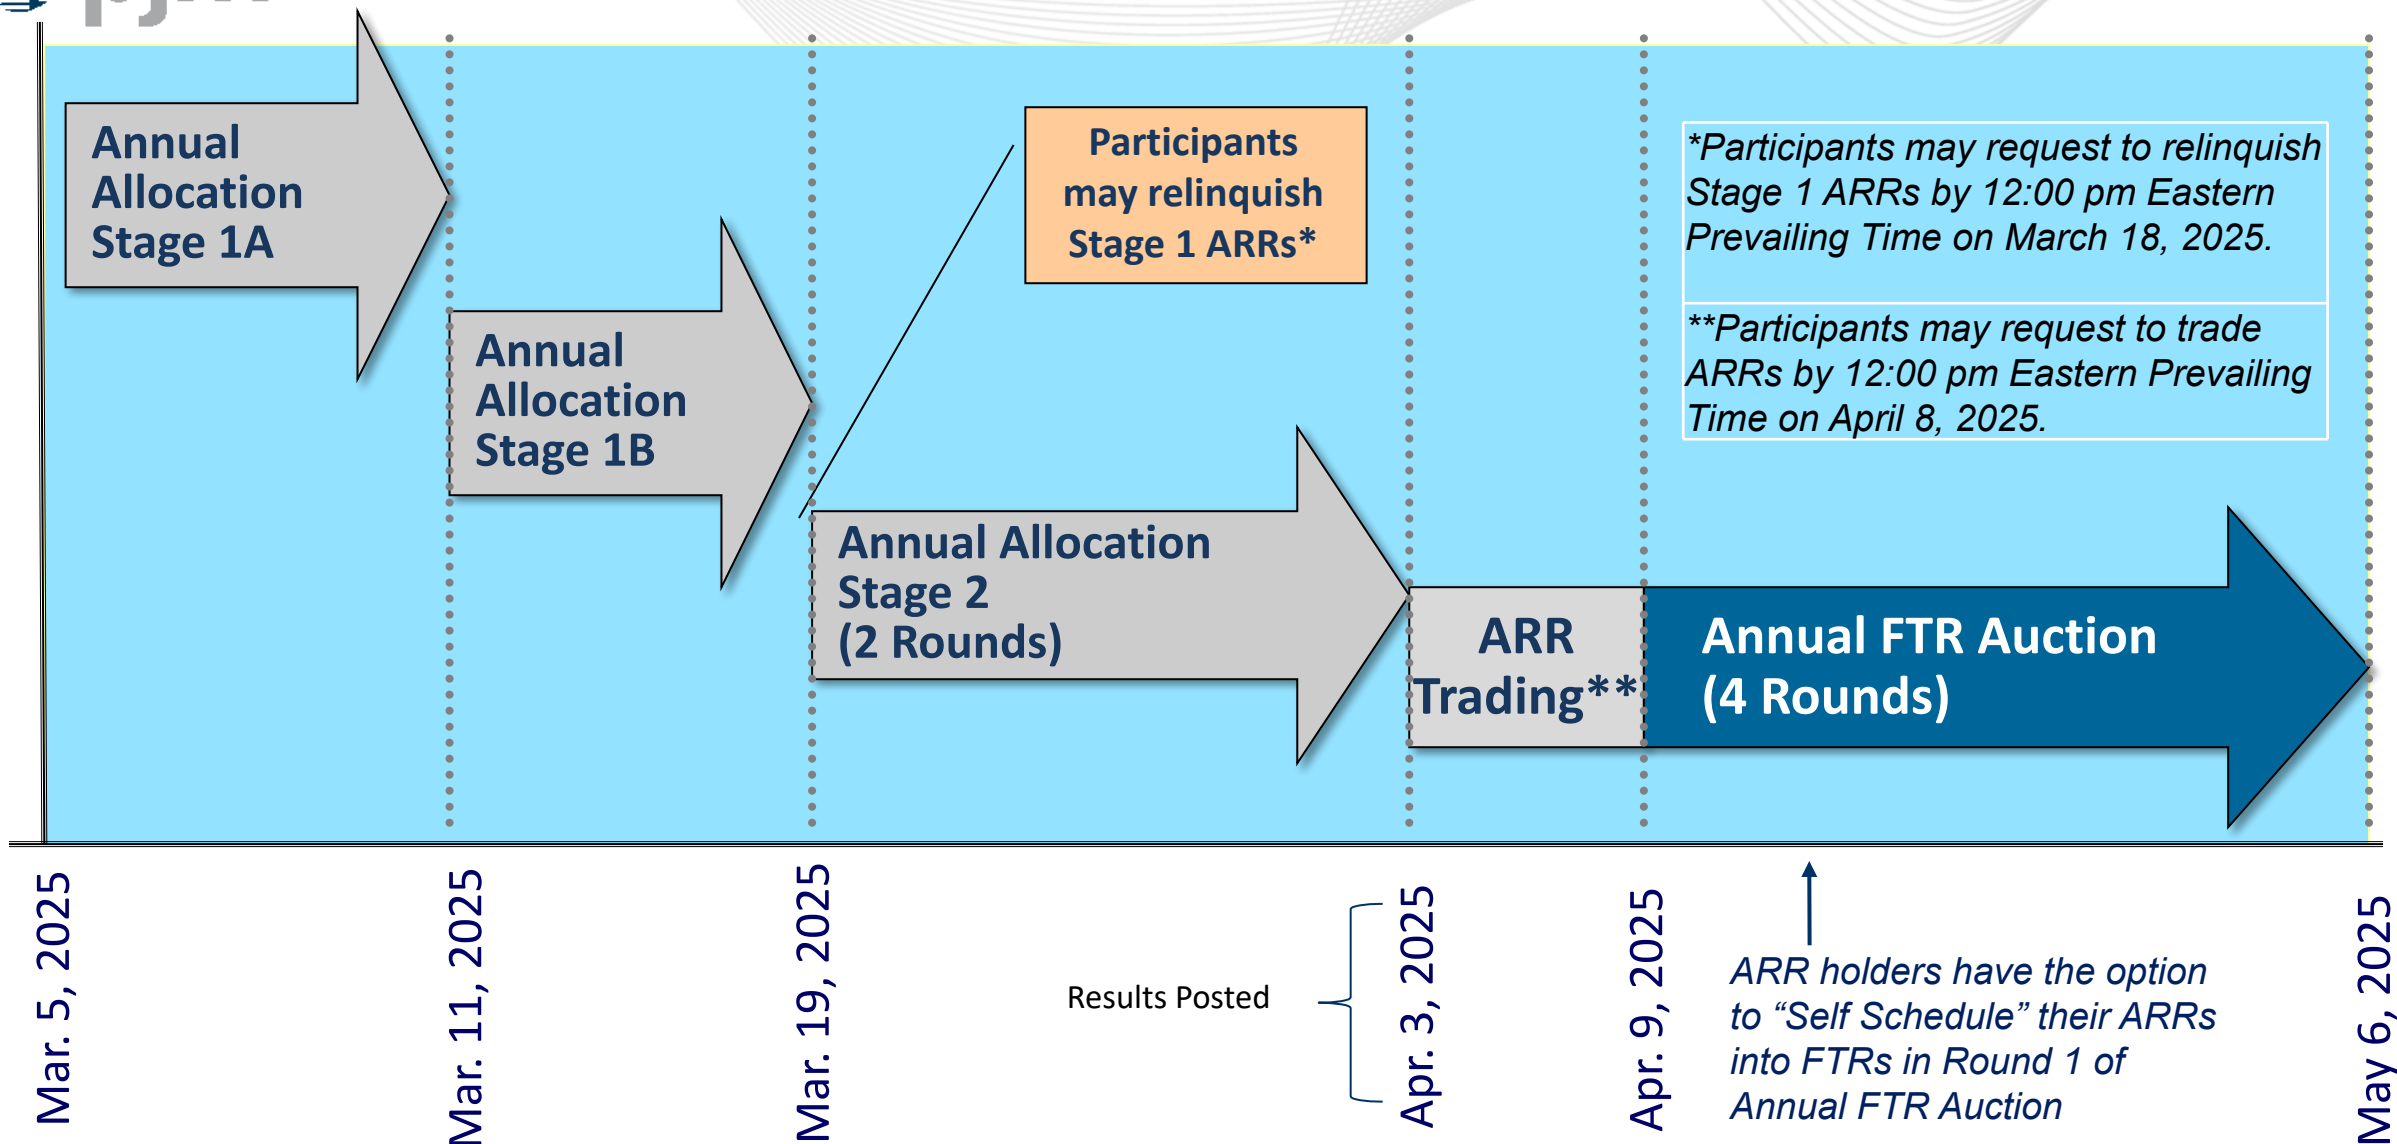 Annual
Allocation
Stage 1A
Annual
Allocation
Stage 1B
Participants
may relinquish
Stage 1 ARRs*
*Participants may request to relinquish
Stage 1 ARRs by 12:00 pm Eastern
Prevailing Time on March 18, 2025.
**Participants may request to trade
ARRs by 12:00 pm Eastern Prevailing
Time on April 8, 2025.
Annual Allocation
Stage 2
(2 Rounds)
ARR
Trading**
Annual FTR Auction
(4 Rounds)
Mar. 5, 2025
Mar. 11, 2025
Mar. 19, 2025
Results Posted
Apr. 3, 2025
Apr. 9, 2025
ARR holders have the option
to “Self Schedule” their ARRs
into FTRs in Round 1 of
Annual FTR Auction
May 6, 2025